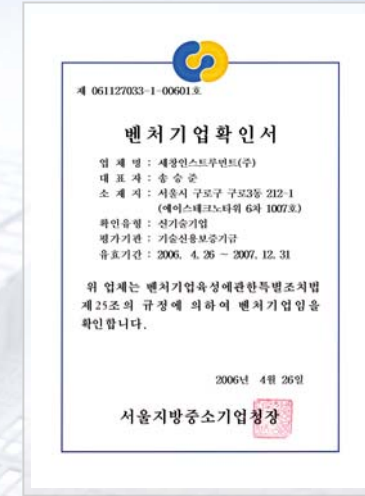 제 061127033-1-00601호
벤처기업확인서
업 체 명 : 세창인스트루먼트(주)
대 표 자 : 송 승 준
소 재 지 : 서울시 구로구 구로3동 212-1
(에이스테크노타워 6차 1007호)
확인유형 : 신기술기업
평가기관 : 기술신용보증기금
유효기간 : 2006. 4. 26 ~ 2007. 12. 31
위 업체는 벤처기업육성에관한특별조치법
제25조의 규정에 의하여 벤처기업임을
확인합니다.
2006년 4월 26일
서울지방중소기업청장